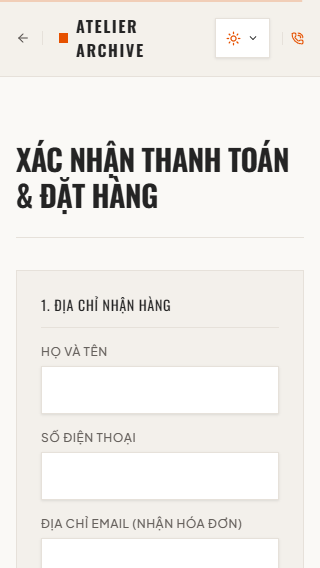 ATELIER
ARCHIVE
XÁC NHẬN THANH TOÁN
& ĐẶT HÀNG
1. ĐỊA CHỈ NHẬN HÀNG
HỌ VÀ TÊN
SỐ ĐIỆN THOẠI
ĐỊA CHỈ EMAIL (NHẬN HÓA ĐƠN)